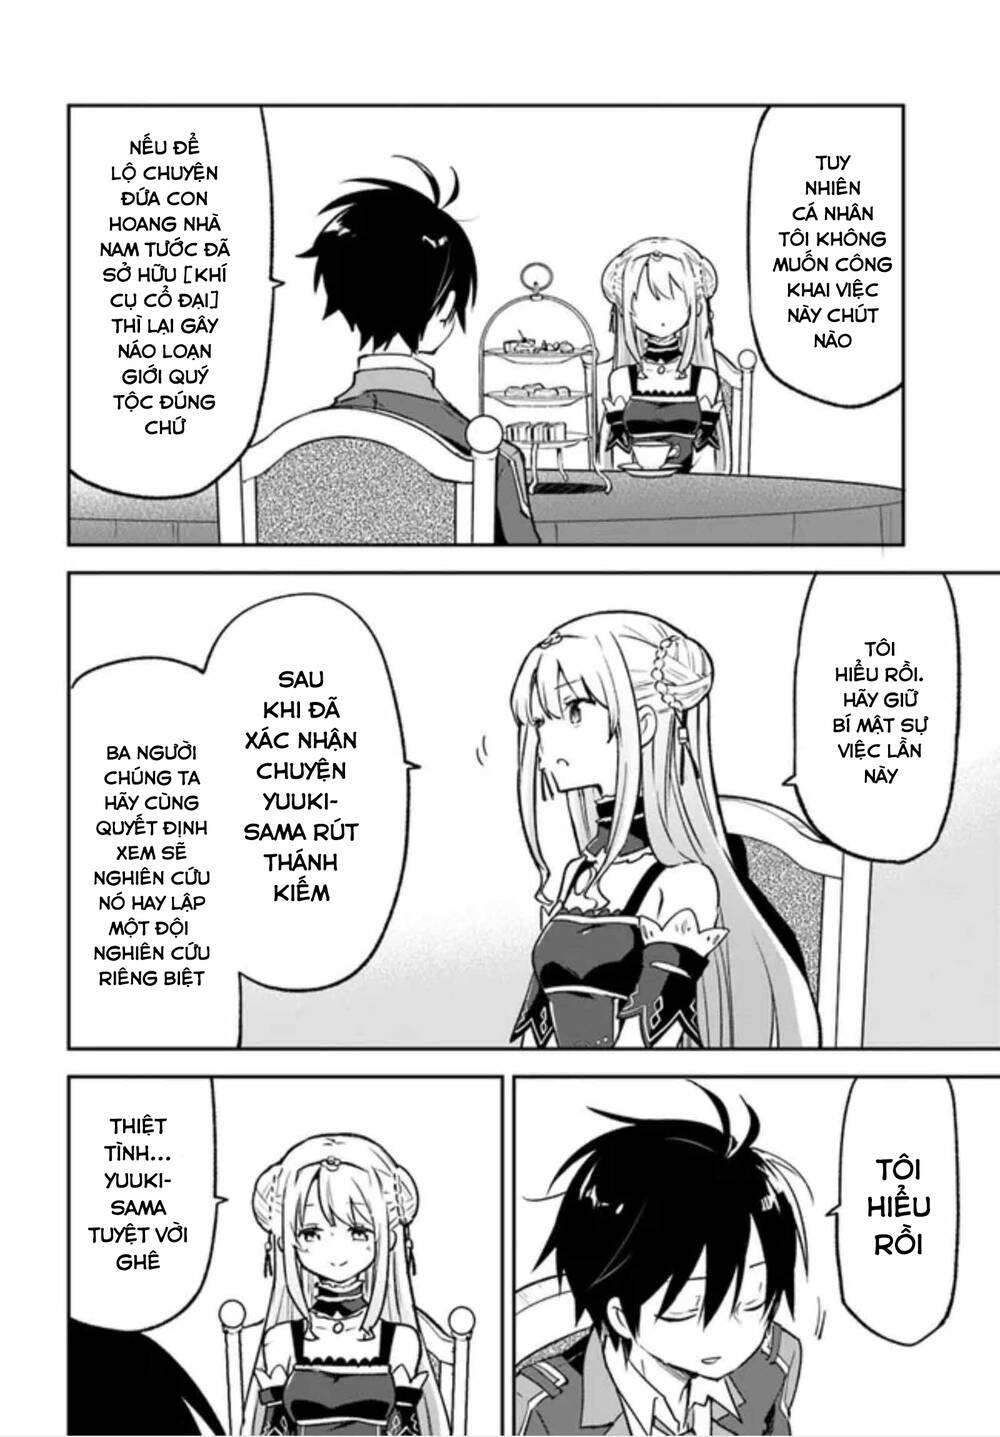 TUY
NHIÊN
CÁ NHÂN
TÔI KHÔNG
MUỐN CÔNG
KHAI VIỆC
NÀY CHÚT
NÀO
NẾU ĐỂ
LỘ CHUYỆN
ĐỨA CON
HOANG NHÀ
NAM TƯỚC ĐÃ
SỞ HỮU [KHÍ
CỤ CỔ ĐẠI]
THÌ LẠI GÂY
NÁO LOẠN
GIỚI QUÝ
TỘC ĐÚNG
CHỨ
TÔI
HIỂU RỒI.
HÃY GIỮ
BÍ MẬT SỰ
VIỆC LẦN
NÀY
SAU
KHI ĐÃ
XÁC NHẬN
CHUYỆN
YUUKI-
SAMA RÚT
THÁNH
KIẾM
BA NGƯỜI
CHÚNG TA
HÃY CÙNG
QUYẾT ĐỊNH
XEM SẼ
NGHIÊN CỨU
NÓ HAY LẬP
MỘT ĐỘI
NGHIÊN CỨU
RIÊNG BIỆT
TÔI
HIỂU
RỒI
THIỆT
TÌNH...
YUUKI-
SAMA
TUYỆT VỜI
GHÊ